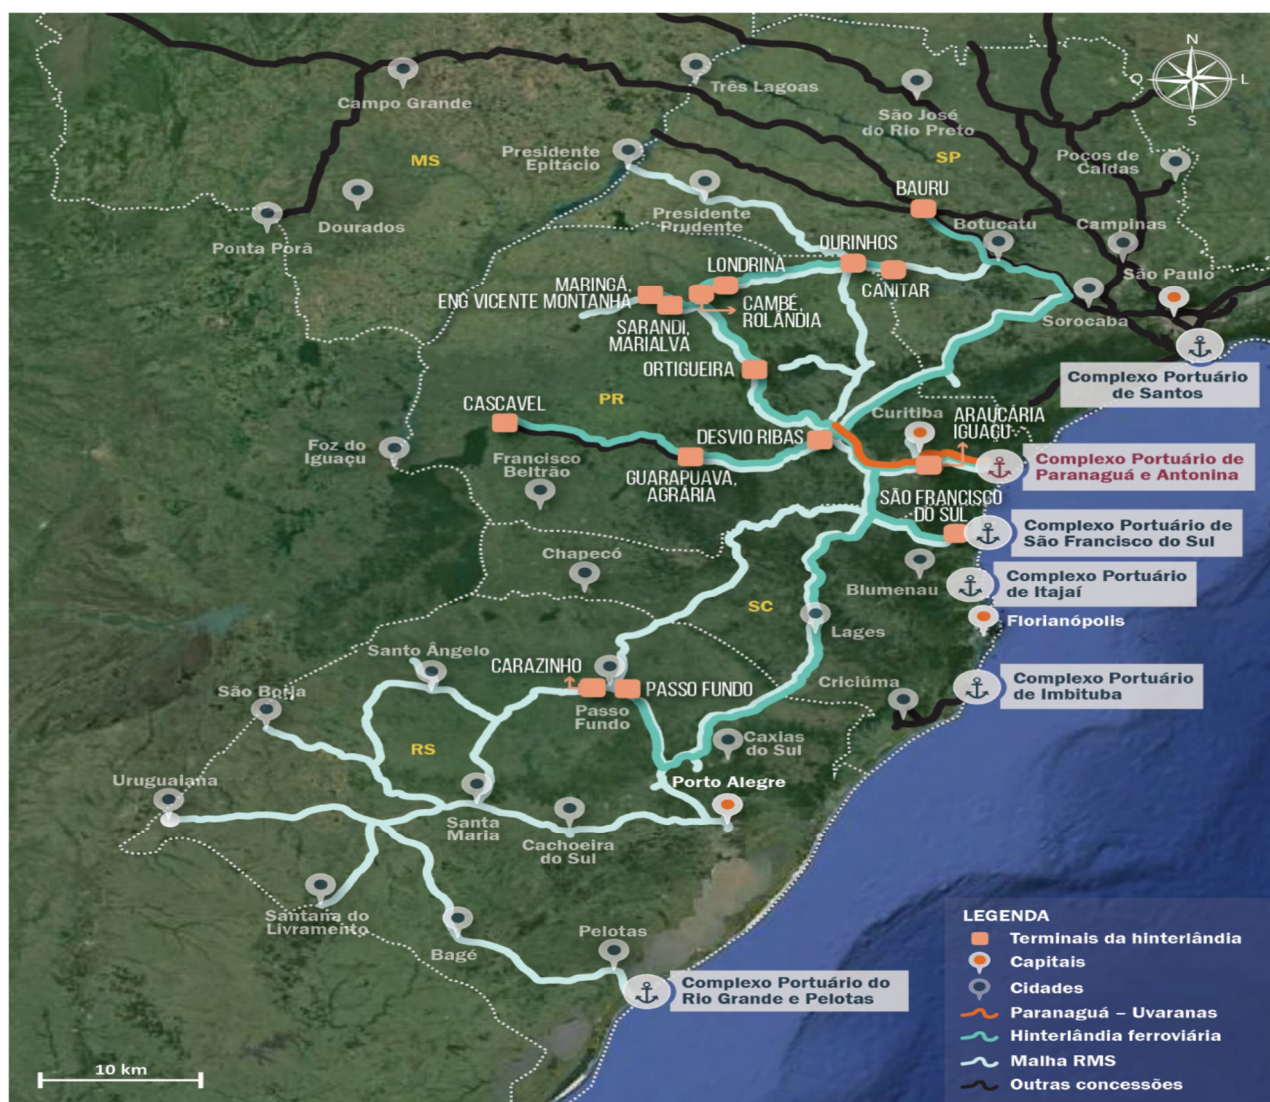 N
O
L
S
Campo Grande
Três Lagoas
São José
do Rio Preto
MS
SP
Presidente
Epitácio
Poços de
Caldas
Dourados
Presidente
Prudente
BAURU
Botucatu
Campinas
Ponta Porã
OURINHOS
São Paulo
LONDRINA
MARINGÁ,
ENG VICENTE MONTANHA
CANITAR
CAMBÉ,
ROLÂNDIA
Sorocaba
SARANDI,
MARIALVA
ORTIGUEIRA
Complexo Portuário
de Santos
CASCAVEL
PR
Curitiba
ARAUCÁRIA
IGUAÇU
DESVIO RIBAS
Foz do
Iguaçu
Francisco
Beltrão
GUARAPUAVA,
AGRÁRIA
Complexo Portuário de
Paranaguá e Antonina
SÃO FRANCISCO
DO SUL
Complexo Portuário de
São Francisco do Sul
Chapecó
Blumenau
Complexo Portuário
de Itajaí
SC
Lages
Florianópolis
Santo Ângelo
CARAZINHO
PASSO FUNDO
Passo
Fundo
Criciúma
Complexo Portuário
de Imbituba
São Borja
RS
Caxias
do Sul
Uruguaiana
Porto Alegre
Santa
Maria
Cachoeira
do Sul
Santana do
Livramento
Bagé
Pelotas
Complexo Portuário do
Rio Grande e Pelotas
LEGENDA
Terminais da hinterlândia
Capitais
Cidades
Paranaguá – Uvaranas
Hinterlândia ferroviária
Malha RMS
Outras concessões
10 km